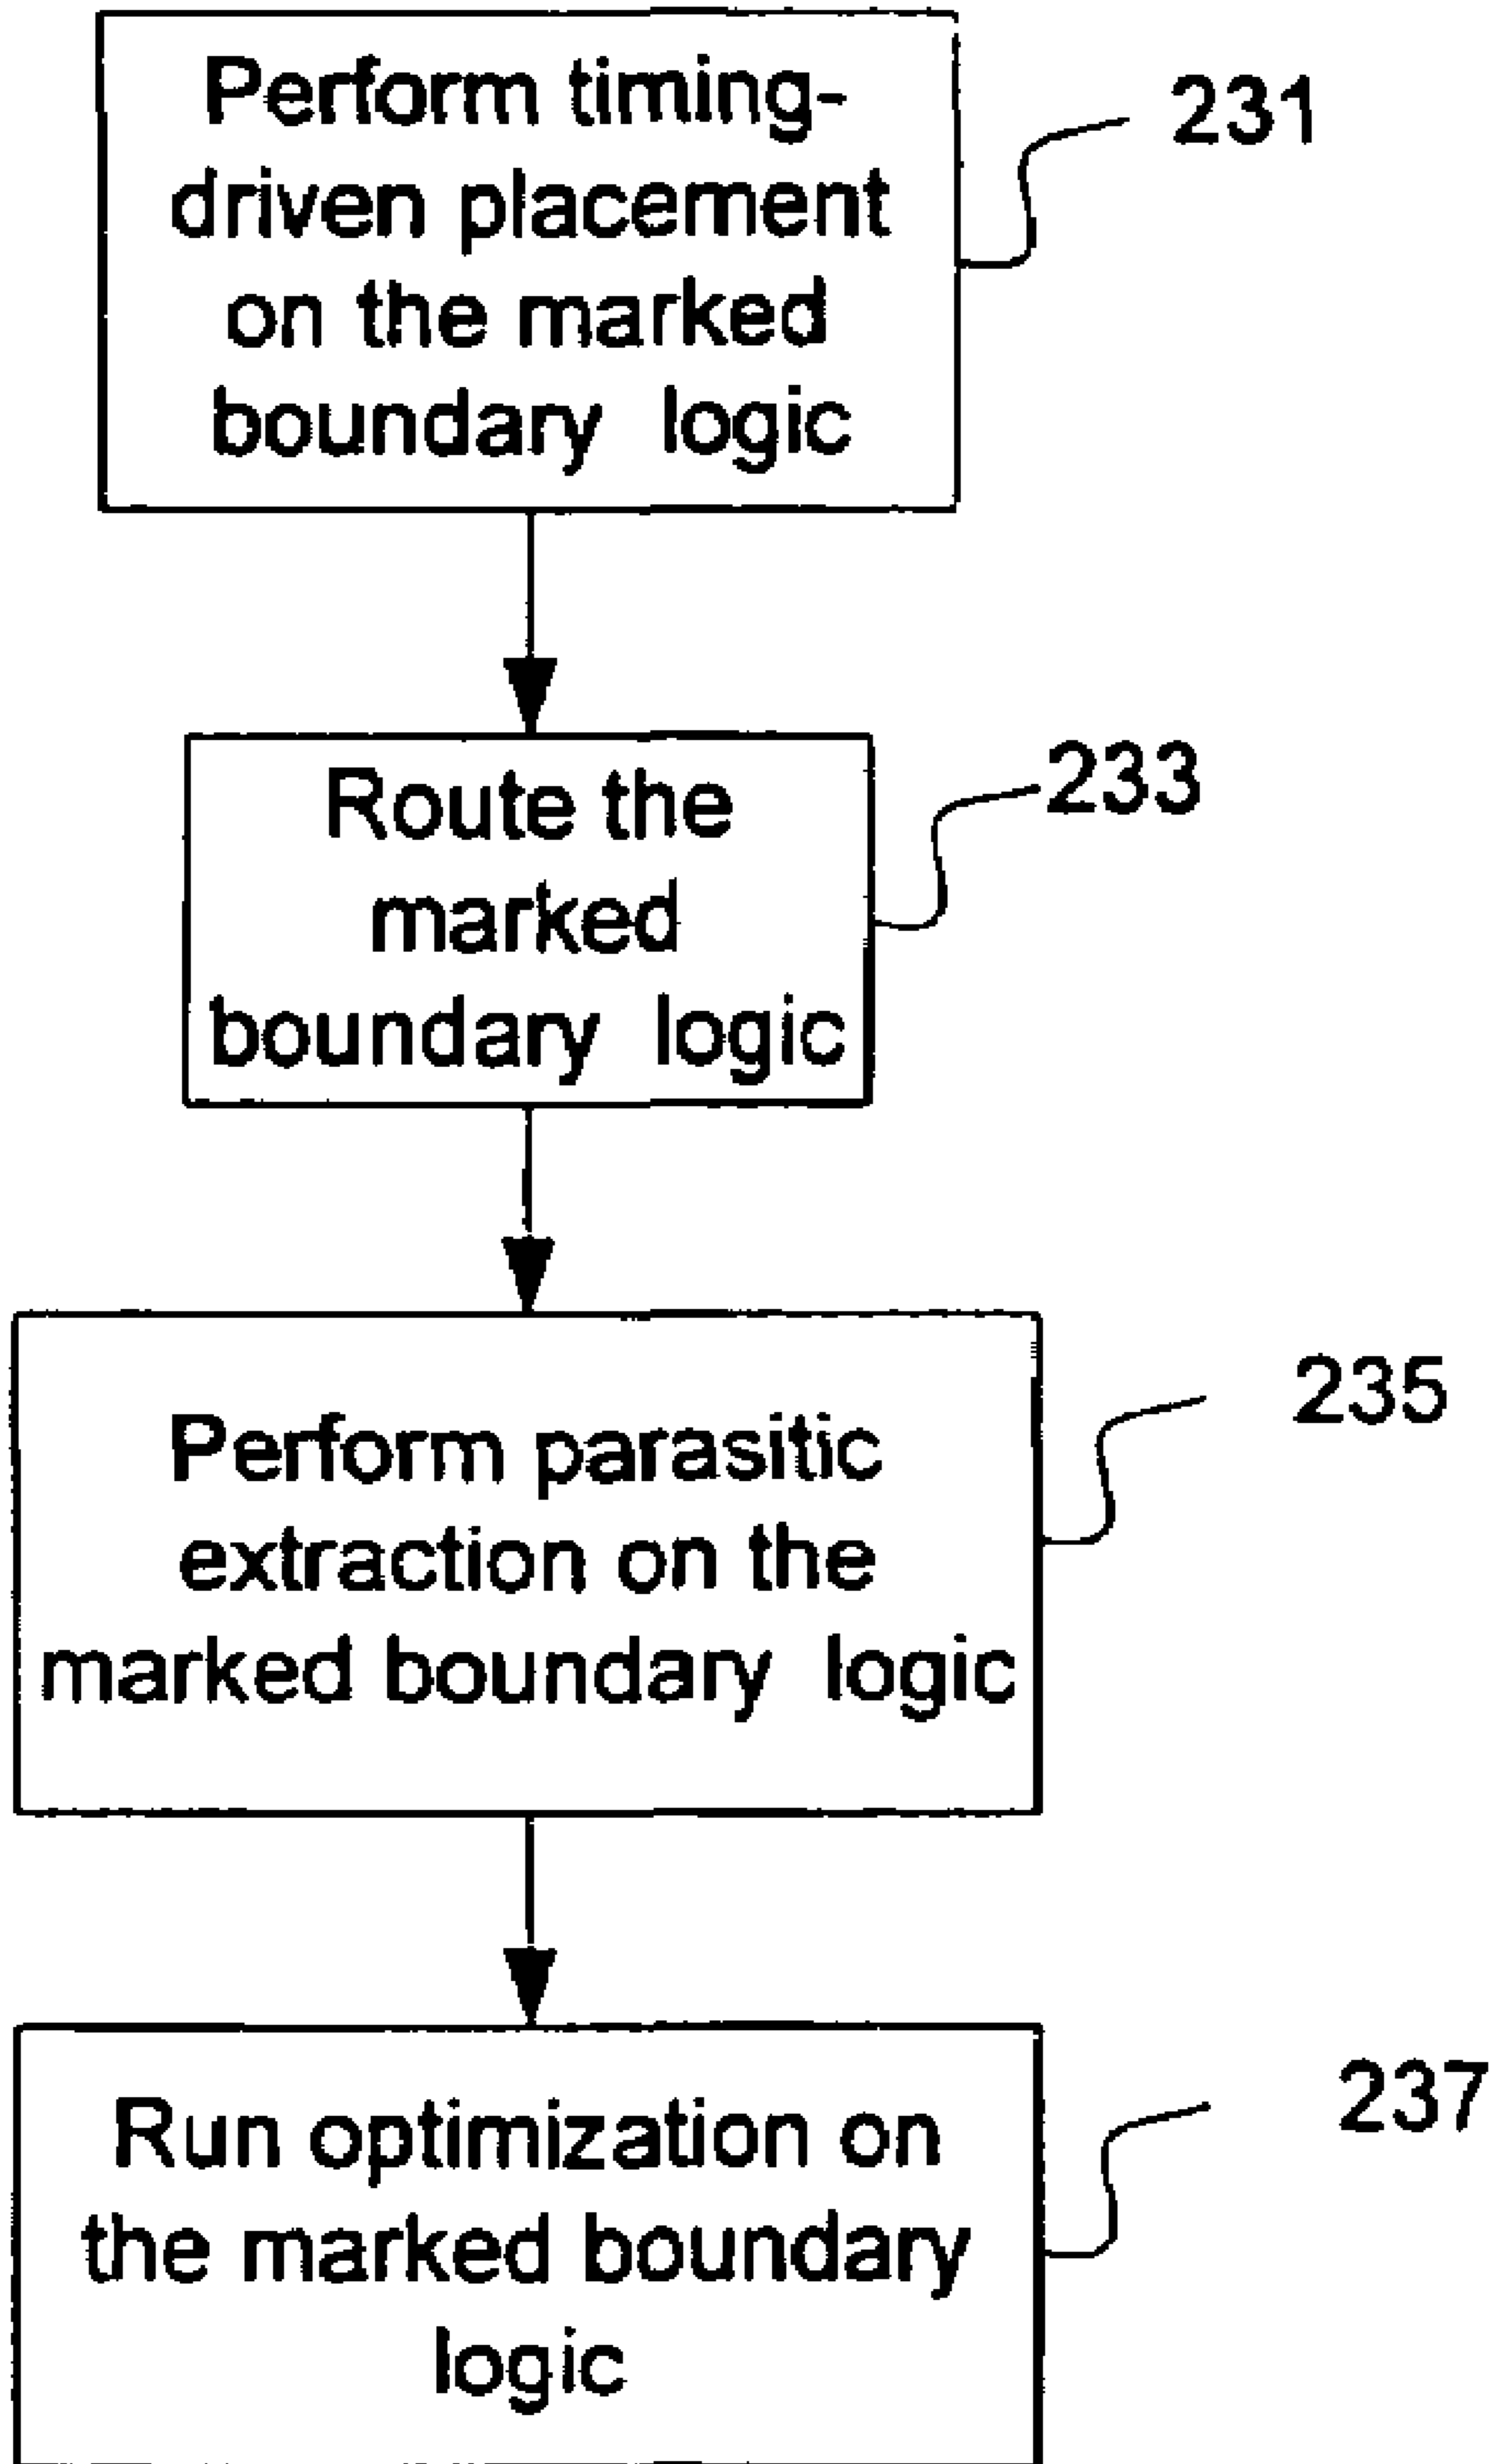 Perform timing-
driven placement
on the marked
boundary logic
231
Route the
marked
boundary logic
233
Perform parasitic
extraction on the
marked boundary logic
235
Run optimization on
the marked boundary
logic
237